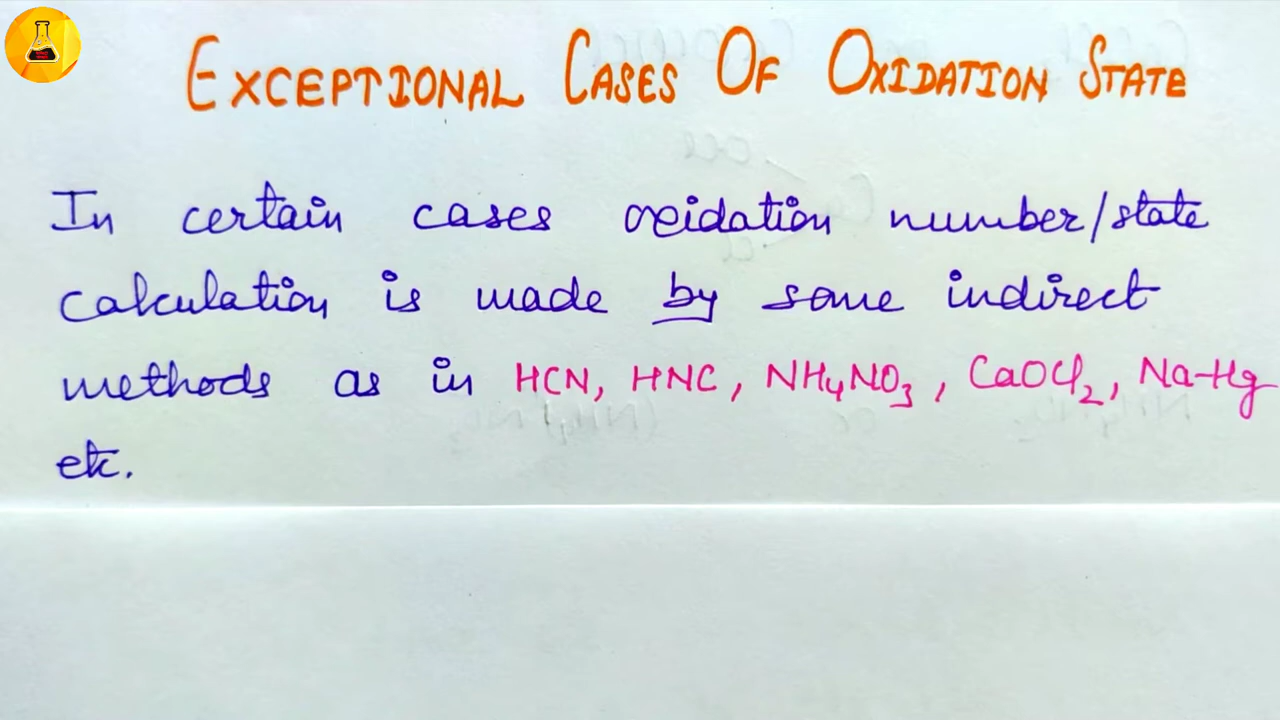 EXCEPTIONAL CASES OF OXIDATION STATE
In certain cases oxidation number/state
calculation is made by some indirect
methods as in HCN, HNC, NH₄NO₃, CaOCl₂, Na-Hg
etc.